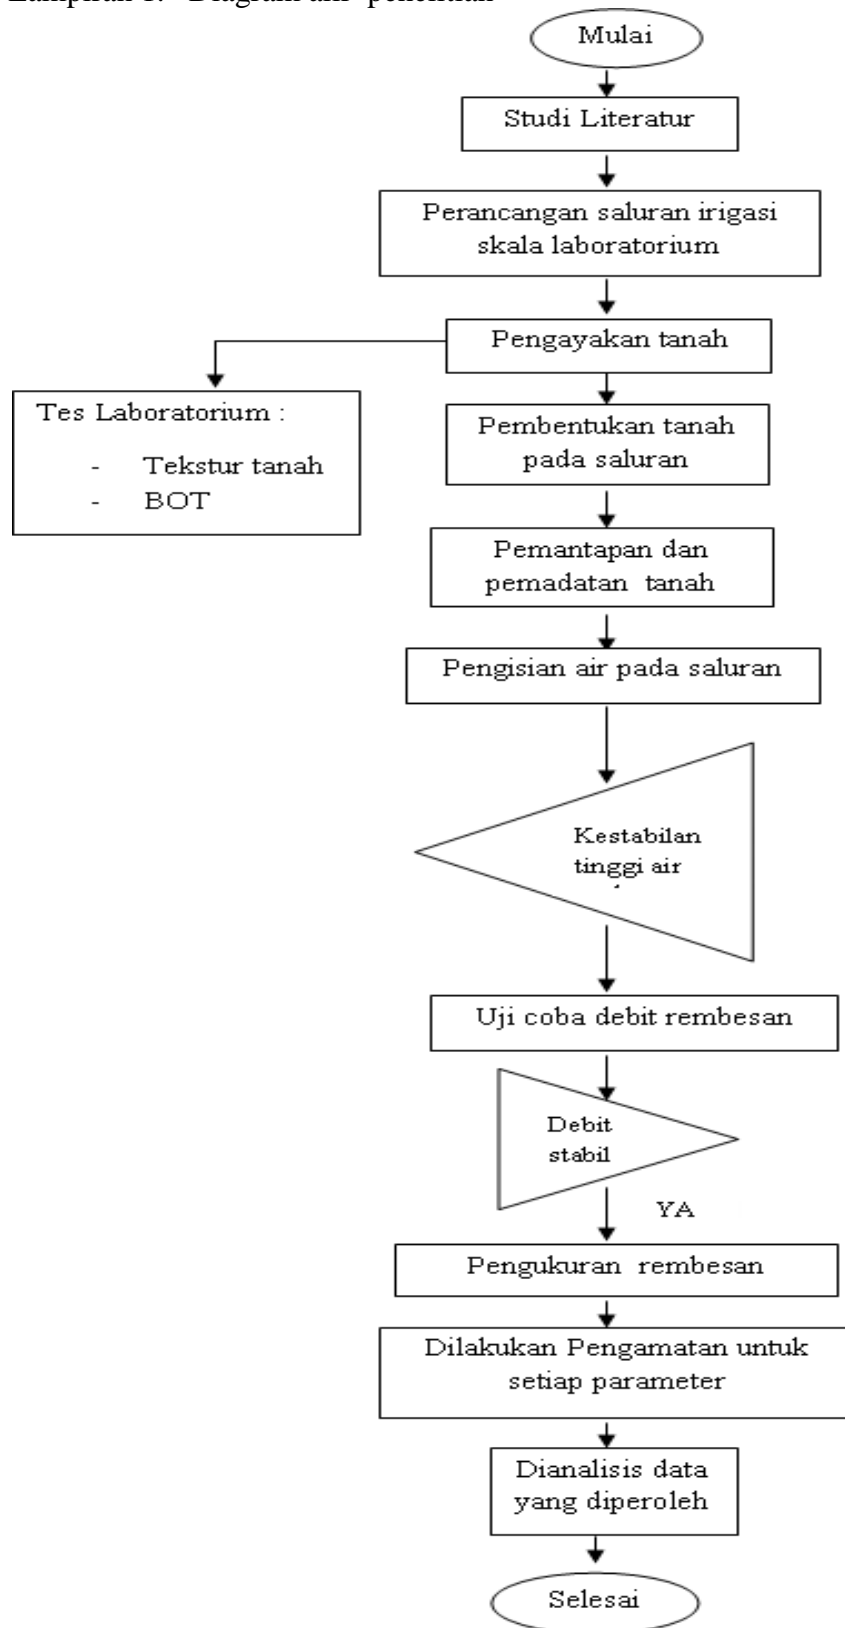 Lampiran 1. Diagram alir penelitian
Mulai
Studi Literatur
Perancangan saluran irigasi
skala laboratorium
Pengayakan tanah
Tes Laboratorium :
- Tekstur tanah
- BOT
Pembentukan tanah
pada saluran
Pemantapan dan
pemadatan tanah
Pengisian air pada saluran
Kestabilan
tinggi air
Uji coba debit rembesan
Debit
stabil
YA
Pengukuran rembesan
Dilakukan Pengamatan untuk
setiap parameter
Dianalisis data
yang diperoleh
Selesai